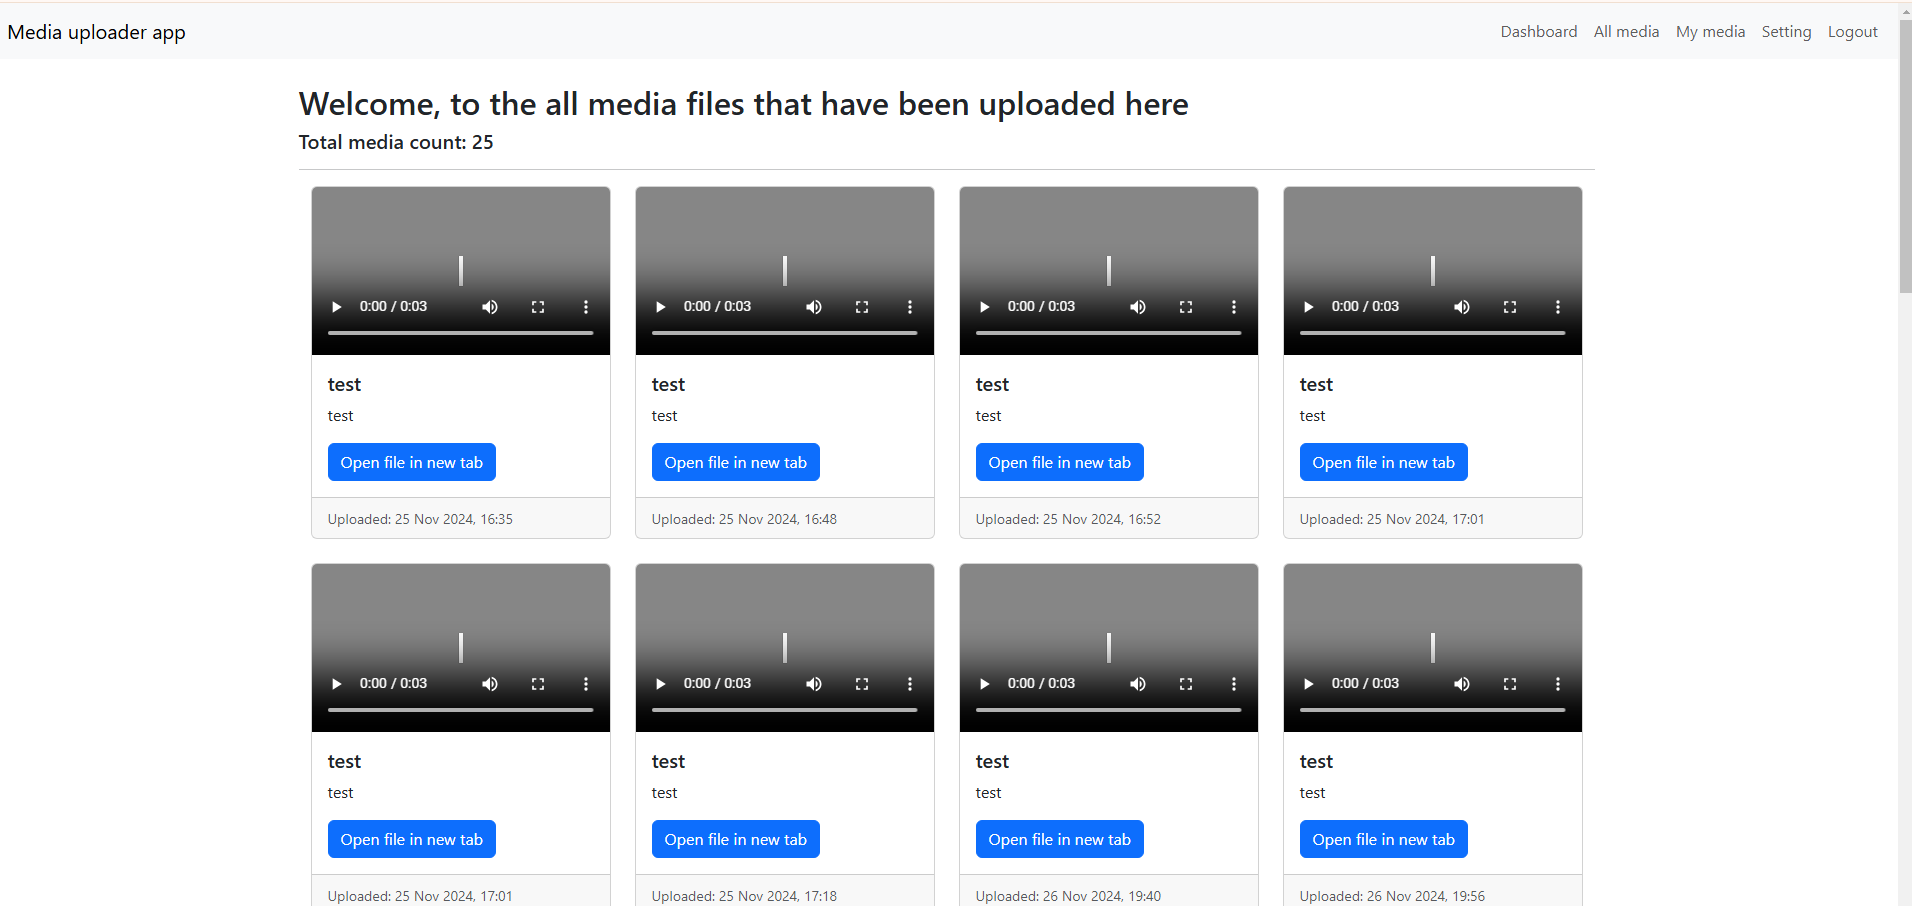 Media uploader app
Dashboard All media My media Setting Logout
Welcome, to the all media files that have been uploaded here
Total media count: 25
0:00 / 0:03 0:00 / 0:03 0:00 / 0:03 0:00 / 0:03
test test test test
test test test test
Open file in new tab Open file in new tab Open file in new tab Open file in new tab
Uploaded: 25 Nov 2024, 16:35 Uploaded: 25 Nov 2024, 16:48 Uploaded: 25 Nov 2024, 16:52 Uploaded: 25 Nov 2024, 17:01
0:00 / 0:03 0:00 / 0:03 0:00 / 0:03 0:00 / 0:03
test test test test
test test test test
Open file in new tab Open file in new tab Open file in new tab Open file in new tab
Uploaded: 25 Nov 2024, 17:01 Uploaded: 25 Nov 2024, 17:18 Uploaded: 26 Nov 2024, 19:40 Uploaded: 26 Nov 2024, 19:56